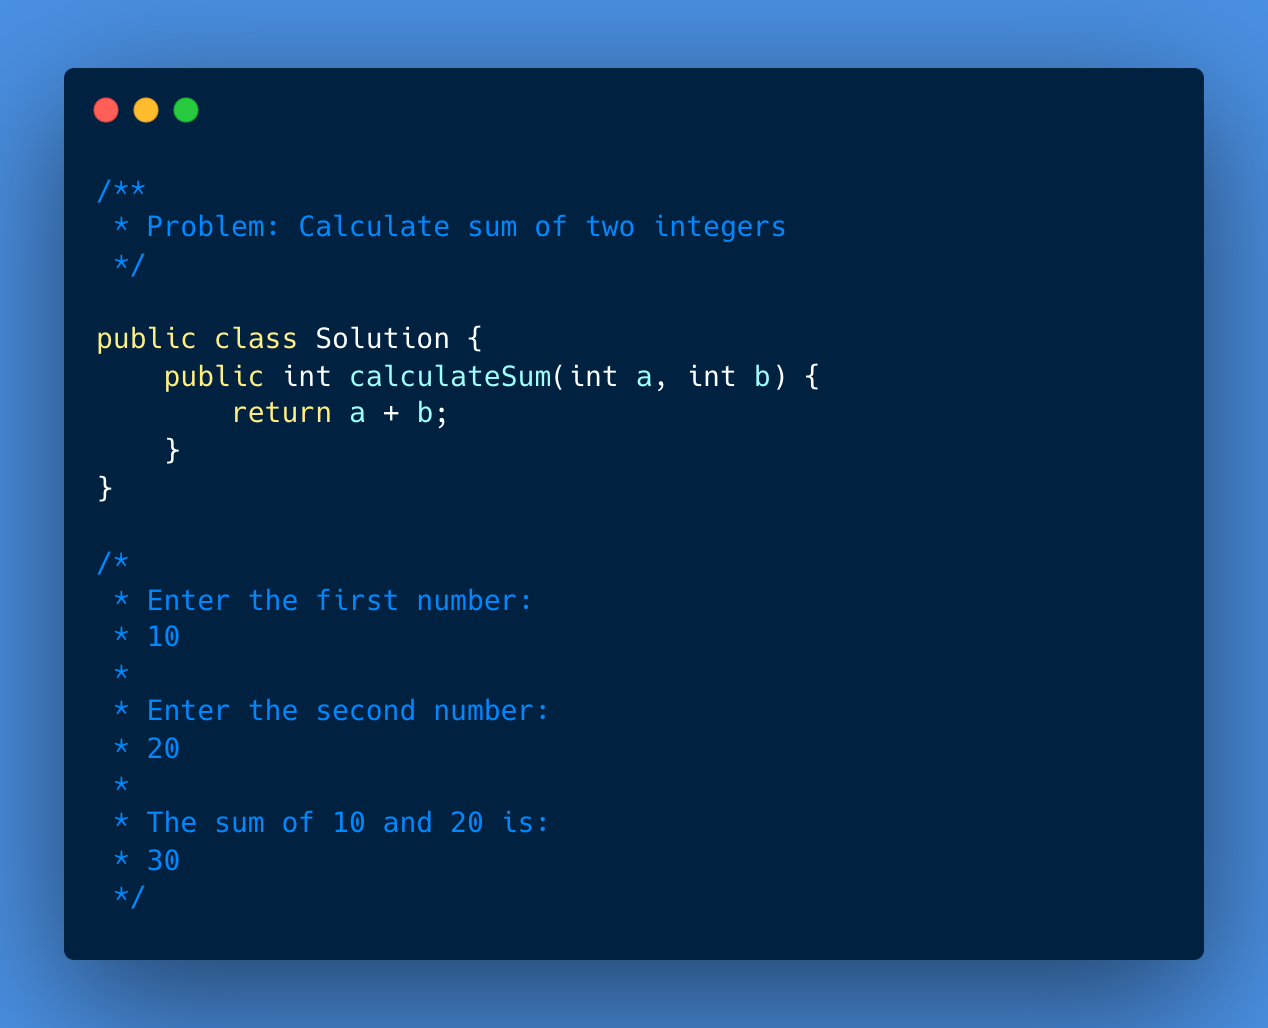 /**
 * Problem: Calculate sum of two integers
 */

public class Solution {
    public int calculateSum(int a, int b) {
        return a + b;
    }
}

/*
 * Enter the first number:
 * 10
 *
 * Enter the second number:
 * 20
 *
 * The sum of 10 and 20 is:
 * 30
 */